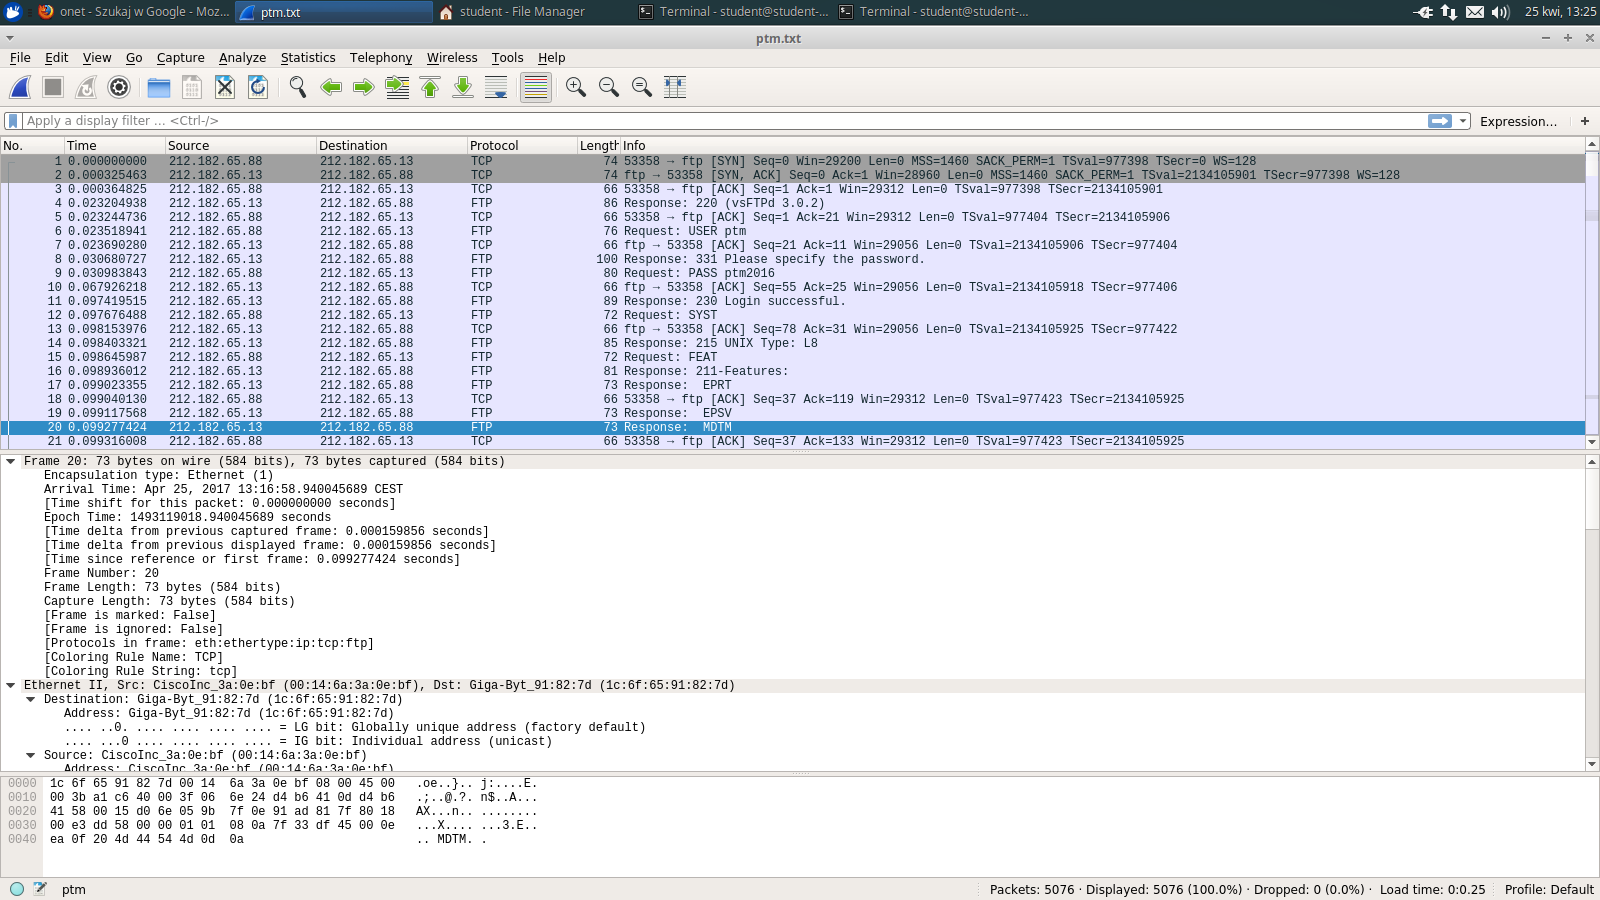 onet - Szukaj w Google - Moz...
ptm.txt
student - File Manager
Terminal - student@student-...
Terminal - student@student-...
25 kwi, 13:25
ptm.txt
File Edit View Go Capture Analyze Statistics Telephony Wireless Tools Help
Apply a display filter ... <Ctrl-/>
Expression...
No. Time Source Destination Protocol Length Info
1 0.000000000 212.182.65.88 212.182.65.13 TCP 74 53358 → ftp [SYN] Seq=0 Win=29200 Len=0 MSS=1460 SACK_PERM=1 TSval=977398 TSecr=0 WS=128
2 0.000325463 212.182.65.13 212.182.65.88 TCP 74 ftp → 53358 [SYN, ACK] Seq=0 Ack=1 Win=28960 Len=0 MSS=1460 SACK_PERM=1 TSval=2134105901 TSecr=977398 WS=128
3 0.000364825 212.182.65.88 212.182.65.13 TCP 66 53358 → ftp [ACK] Seq=1 Ack=1 Win=29312 Len=0 TSval=977398 TSecr=2134105901
4 0.023204938 212.182.65.13 212.182.65.88 FTP 86 Response: 220 (vsFTPd 3.0.2)
5 0.023244736 212.182.65.88 212.182.65.13 TCP 66 53358 → ftp [ACK] Seq=1 Ack=21 Win=29312 Len=0 TSval=977404 TSecr=2134105906
6 0.023518941 212.182.65.88 212.182.65.13 FTP 76 Request: USER ptm
7 0.023690280 212.182.65.13 212.182.65.88 TCP 66 ftp → 53358 [ACK] Seq=21 Ack=11 Win=29056 Len=0 TSval=2134105906 TSecr=977404
8 0.030680727 212.182.65.13 212.182.65.88 FTP 100 Response: 331 Please specify the password.
9 0.030983843 212.182.65.88 212.182.65.13 FTP 80 Request: PASS ptm2016
10 0.067926218 212.182.65.13 212.182.65.88 TCP 66 ftp → 53358 [ACK] Seq=55 Ack=25 Win=29056 Len=0 TSval=2134105918 TSecr=977406
11 0.097419515 212.182.65.13 212.182.65.88 FTP 89 Response: 230 Login successful.
12 0.097676488 212.182.65.88 212.182.65.13 FTP 72 Request: SYST
13 0.098153976 212.182.65.13 212.182.65.88 TCP 66 ftp → 53358 [ACK] Seq=78 Ack=31 Win=29056 Len=0 TSval=2134105925 TSecr=977422
14 0.098403321 212.182.65.13 212.182.65.88 FTP 85 Response: 215 UNIX Type: L8
15 0.098645987 212.182.65.88 212.182.65.13 FTP 72 Request: FEAT
16 0.098936012 212.182.65.13 212.182.65.88 FTP 81 Response: 211-Features:
17 0.099023355 212.182.65.13 212.182.65.88 FTP 73 Response: EPRT
18 0.099040130 212.182.65.88 212.182.65.13 TCP 66 53358 → ftp [ACK] Seq=37 Ack=119 Win=29312 Len=0 TSval=977423 TSecr=2134105925
19 0.099117568 212.182.65.13 212.182.65.88 FTP 73 Response: EPSV
20 0.099277424 212.182.65.13 212.182.65.88 FTP 73 Response: MDTM
21 0.099316008 212.182.65.88 212.182.65.13 TCP 66 53358 → ftp [ACK] Seq=37 Ack=133 Win=29312 Len=0 TSval=977423 TSecr=2134105925
Frame 20: 73 bytes on wire (584 bits), 73 bytes captured (584 bits)
Encapsulation type: Ethernet (1)
Arrival Time: Apr 25, 2017 13:16:58.940045689 CEST
[Time shift for this packet: 0.000000000 seconds]
Epoch Time: 1493119018.940045689 seconds
[Time delta from previous captured frame: 0.000159856 seconds]
[Time delta from previous displayed frame: 0.000159856 seconds]
[Time since reference or first frame: 0.099277424 seconds]
Frame Number: 20
Frame Length: 73 bytes (584 bits)
Capture Length: 73 bytes (584 bits)
[Frame is marked: False]
[Frame is ignored: False]
[Protocols in frame: eth:ethertype:ip:tcp:ftp]
[Coloring Rule Name: TCP]
[Coloring Rule String: tcp]
Ethernet II, Src: CiscoInc_3a:0e:bf (00:14:6a:3a:0e:bf), Dst: Giga-Byt_91:82:7d (1c:6f:65:91:82:7d)
Destination: Giga-Byt_91:82:7d (1c:6f:65:91:82:7d)
Address: Giga-Byt_91:82:7d (1c:6f:65:91:82:7d)
.... ..0. .... .... .... .... = LG bit: Globally unique address (factory default)
.... ...0 .... .... .... .... = IG bit: Individual address (unicast)
Source: CiscoInc_3a:0e:bf (00:14:6a:3a:0e:bf)
Address: CiscoInc_3a:0e:bf (00:14:6a:3a:0e:bf)
0000 1c 6f 65 91 82 7d 00 14 6a 3a 0e bf 08 00 45 00 .oe..}.. j:....E.
0010 00 3b a1 c6 40 00 3f 06 6e 24 d4 b6 41 0d d4 b6 .;..@.?. n$..A...
0020 41 58 00 15 d0 6e 05 9b 7f 0e 91 ad 81 7f 80 18 AX...n.. ........
0030 00 e3 dd 58 00 00 01 01 08 0a 7f 33 df 45 00 0e ...X.... ...3.E..
0040 ea 0f 20 4d 44 54 4d 0d 0a .. MDTM. .
ptm
Packets: 5076 · Displayed: 5076 (100.0%) · Dropped: 0 (0.0%) · Load time: 0:0.25
Profile: Default